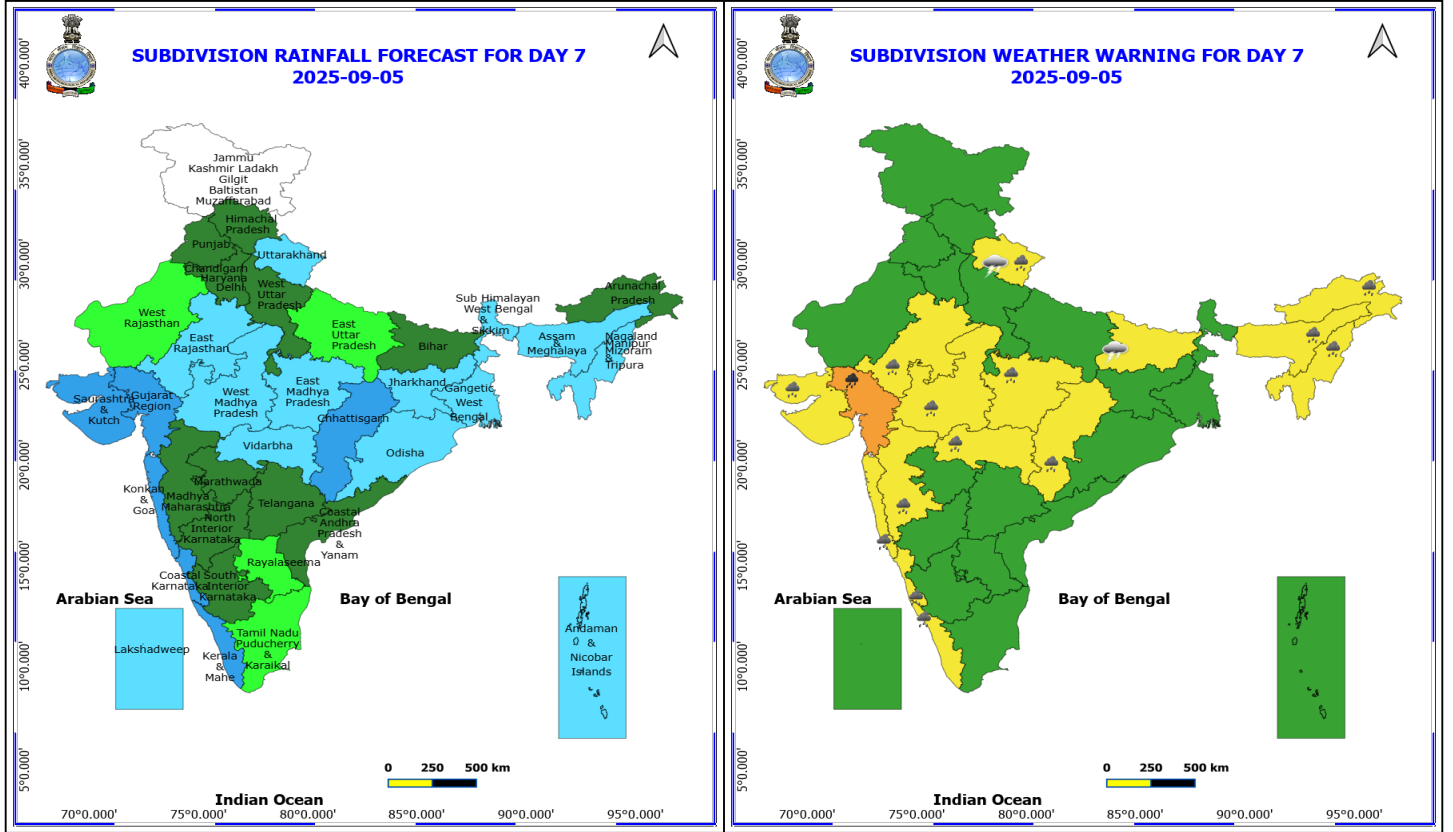 SUBDIVISION RAINFALL FORECAST FOR DAY 7
2025-09-05
40°0.000'
35°0.000'
30°0.000'
25°0.000'
20°0.000'
15°0.000'
10°0.000'
5°0.000'
Jammu
Kashmir Ladakh
Gilgit
Baltistan
Muzaffarabad
Himachal
Pradesh
Punjab
Uttarakhand
Chandigarh
Haryana
Delhi
West
Uttar
Pradesh
Arunachal
Pradesh
Sub Himalayan
West Bengal
&
Sikkim
West
Rajasthan
East
Uttar
Pradesh
East
Rajasthan
Bihar
Assam
&
Meghalaya
Nagaland
Manipur
Mizoram
&
Tripura
Saurashtra
&
Kutch
Gujarat
Region
West
Madhya
Pradesh
East
Madhya
Pradesh
Jharkhand
Gangetic
West
Bengal
Chhattisgarh
Vidarbha
Odisha
Konkan
&
Goa
Madhya
Maharashtra
Marathwada
Telangana
North
Interior
Karnataka
Coastal
Andhra
Pradesh
&
Yanam
Rayalaseema
Coastal
Karnataka
South
Interior
Karnataka
Arabian Sea
Bay of Bengal
Lakshadweep
Kerala
&
Mahe
Tamil Nadu
Puducherry
&
Karaikal
Andaman
&
Nicobar
Islands
0 250 500 km
Indian Ocean
70°0.000' 75°0.000' 80°0.000' 85°0.000' 90°0.000' 95°0.000'
SUBDIVISION WEATHER WARNING FOR DAY 7
2025-09-05
40°0.000'
35°0.000'
30°0.000'
25°0.000'
20°0.000'
15°0.000'
10°0.000'
5°0.000'
Arabian Sea
Bay of Bengal
0 250 500 km
Indian Ocean
70°0.000' 75°0.000' 80°0.000' 85°0.000' 90°0.000' 95°0.000'